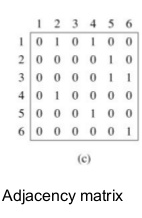 1 2 3 4 5 6
1 0 1 0 1 0 0
2 0 0 0 0 1 0
3 0 0 0 0 1 1
4 0 1 0 0 0 0
5 0 0 0 1 0 0
6 0 0 0 0 0 1
(c)
Adjacency matrix